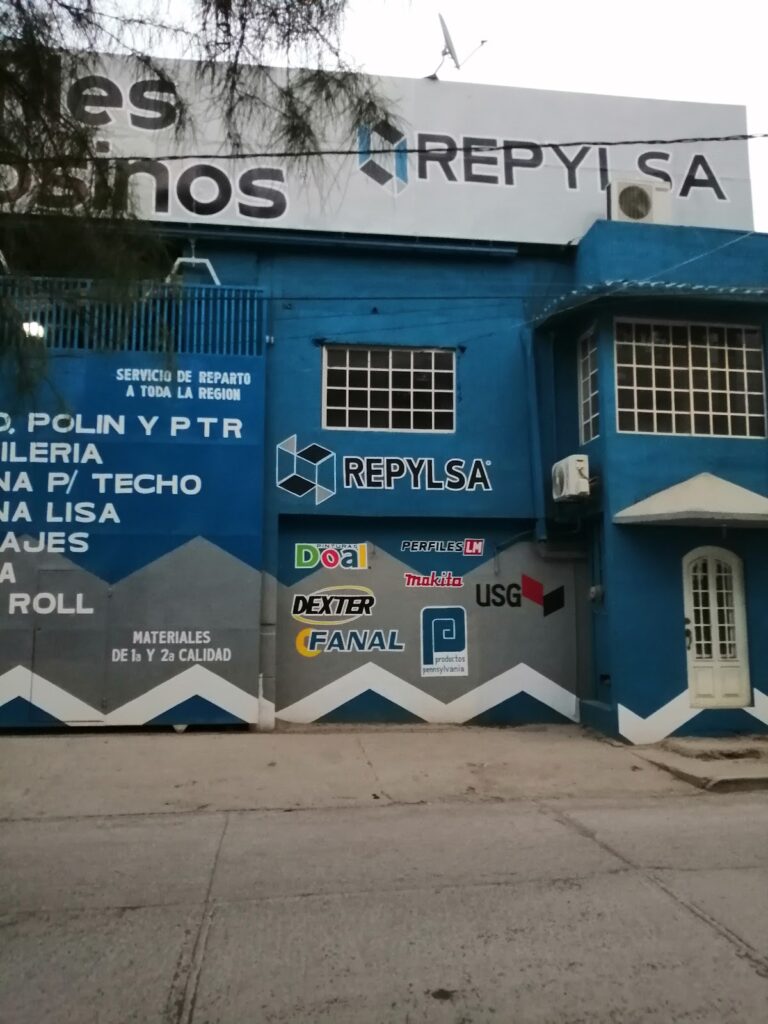 les
osinos
REPYLSA
SERVICIO DE REPARTO
A TODA LA REGION
O, POLIN Y PTR
ILERIA
NA P/ TECHO
NA LISA
AJES
A
ROLL
MATERIALES
DE 1a Y 2a CALIDAD
REPYLSA
PINTURAS
Doal
PERFILES LM
makita
DEXTER
USG
FANAL
P
productos
pennsylvania